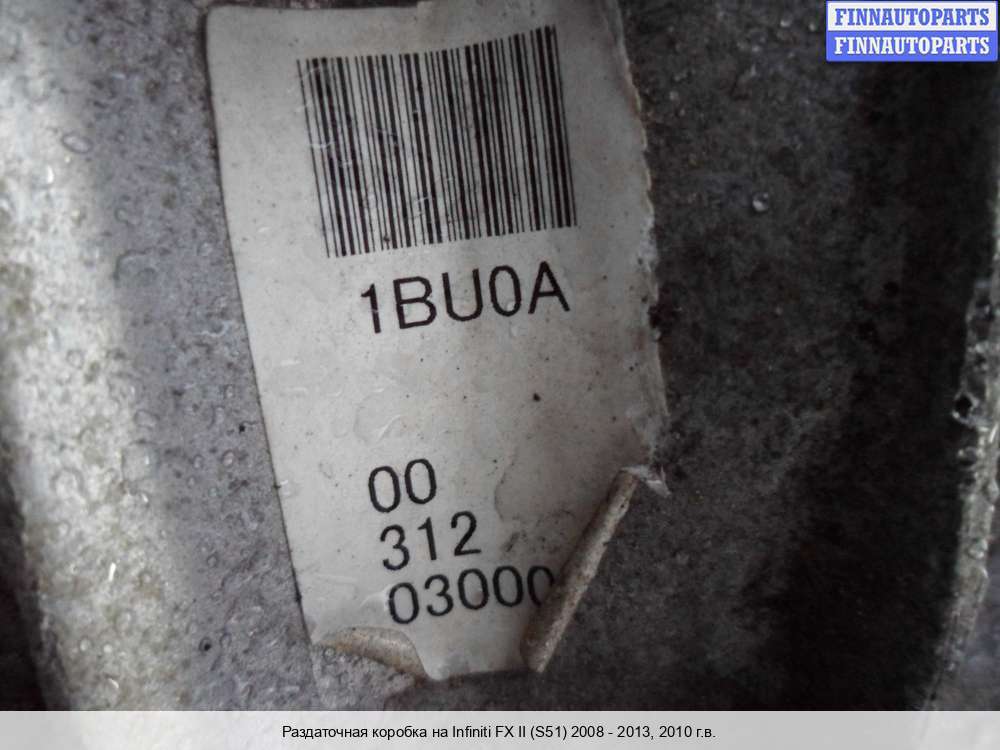 FINNAUTOPARTS
FINNAUTOPARTS
1BU0A
00
312
03000
Раздаточная коробка на Infiniti FX II (S51) 2008 - 2013, 2010 г.в.